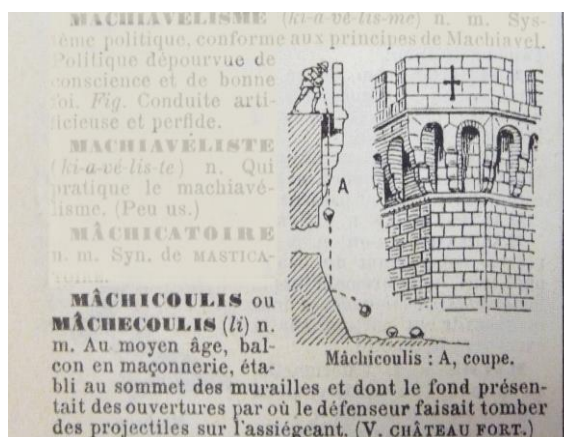 MACHIAVÉLISME (ki-a-vé-lis-me) n. m. Sys-
tème politique, conforme aux principes de Machiavel.
Politique dépourvue de
conscience et de bonne
foi. Fig. Conduite arti-
ficieuse et perfide.
MACHIAVÉLISTE
(ki-a-vé-lis-te) n. Qui
pratique le machiavé-
lisme. (Peu us.)
MÂCHICATOIRE
n. m. Syn. de MASTICA-
TOIRE.
MÂCHICOULIS ou
MÂCHECOULIS (li) n.
m. Au moyen âge, bal-
con en maçonnerie, éta-
bli au sommet des murailles et dont le fond présen-
tait des ouvertures par où le défenseur faisait tomber
des projectiles sur l'assiégeant. (V. CHÂTEAU FORT.)
A
Mâchicoulis : A, coupe.